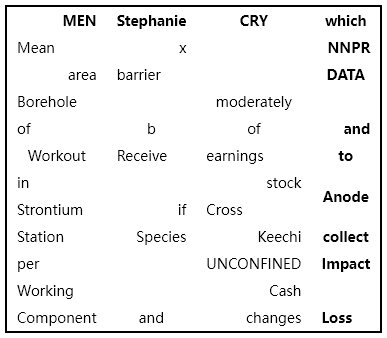 MEN Stephanie CRY which
Mean x NNPR
area barrier DATA
Borehole moderately
of b of and
Workout Receive earnings to
in stock
Anode
Strontium if Cross
Station Species Keechi collect
per UNCONFINED Impact
Working Cash
Component and changes Loss